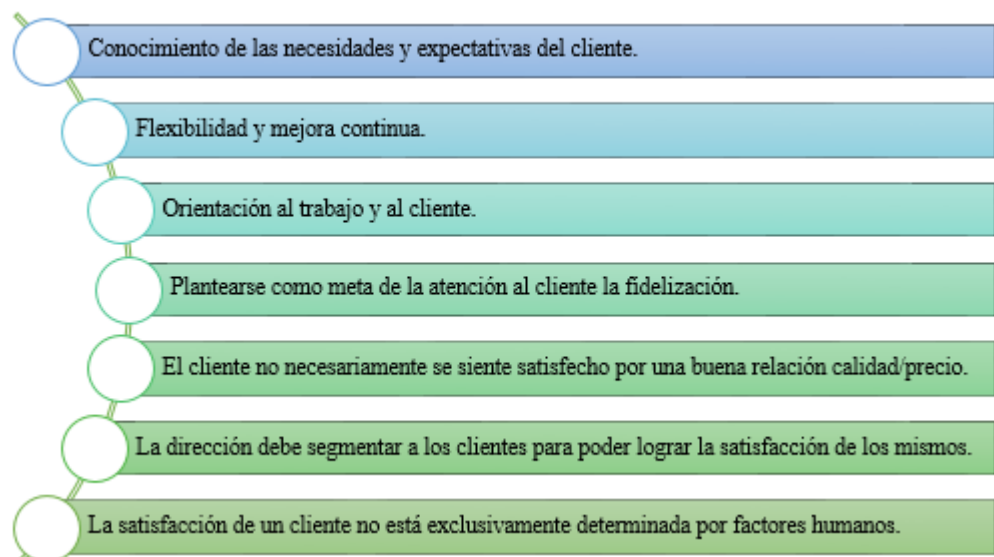 Conocimiento de las necesidades y expectativas del cliente.
Flexibilidad y mejora continua.
Orientación al trabajo y al cliente.
Plantearse como meta de la atención al cliente la fidelización.
El cliente no necesariamente se siente satisfecho por una buena relación calidad/precio.
La dirección debe segmentar a los clientes para poder lograr la satisfacción de los mismos.
La satisfacción de un cliente no está exclusivamente determinada por factores humanos.